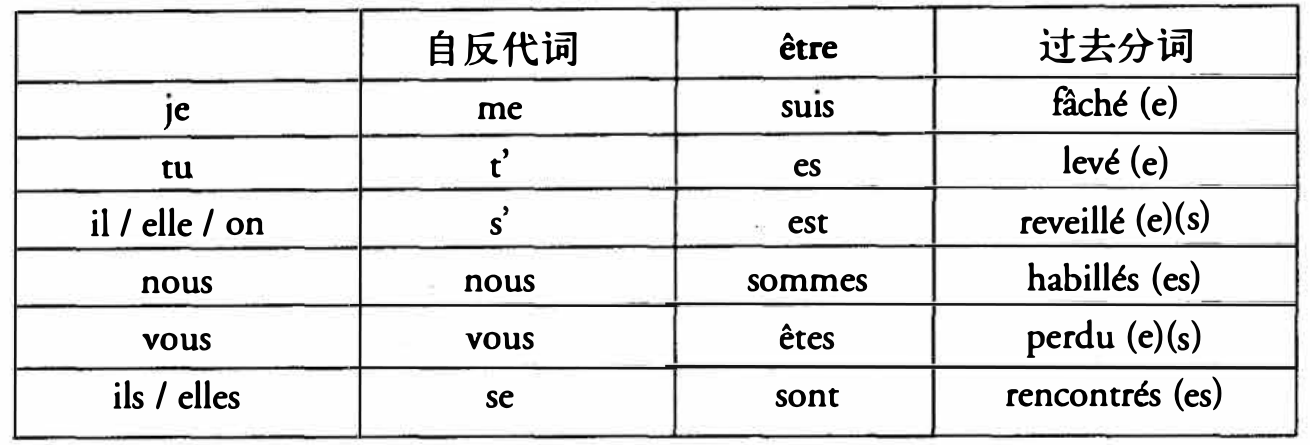 自反代词 être 过去分词
je me suis fâché (e)
tu t’ es levé (e)
il / elle / on s’ est reveillé (e)(s)
nous nous sommes habillés (es)
vous vous êtes perdu (e)(s)
ils / elles se sont rencontrés (es)